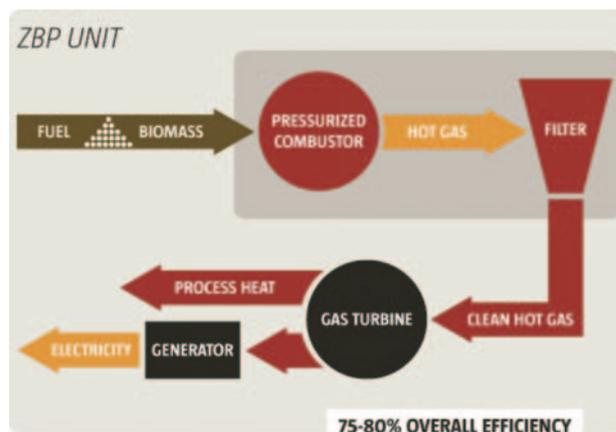 ZBP UNIT
FUEL BIOMASS
PRESSURIZED
COMBUSTOR
HOT GAS
FILTER
PROCESS HEAT
GAS TURBINE
CLEAN HOT GAS
ELECTRICITY
GENERATOR
75-80% OVERALL EFFICIENCY